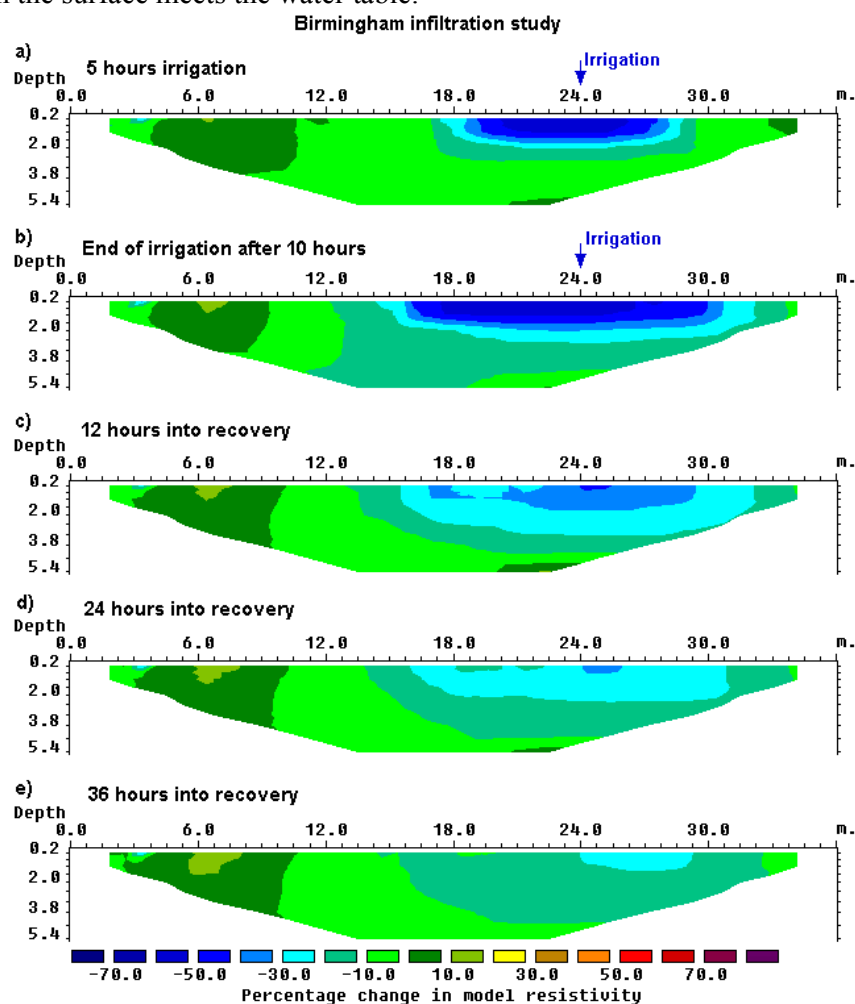 the surface meets the water table.
Birmingham infiltration study
a)
5 hours irrigation
Irrigation
Depth
0.0 6.0 12.0 18.0 24.0 30.0 m.
0.2
2.0
3.8
5.4
b)
End of irrigation after 10 hours
Irrigation
Depth
0.0 6.0 12.0 18.0 24.0 30.0 m.
0.2
2.0
3.8
5.4
c)
12 hours into recovery
Depth
0.0 6.0 12.0 18.0 24.0 30.0 m.
0.2
2.0
3.8
5.4
d)
24 hours into recovery
Depth
0.0 6.0 12.0 18.0 24.0 30.0 m.
0.2
2.0
3.8
5.4
e)
36 hours into recovery
Depth
0.0 6.0 12.0 18.0 24.0 30.0 m.
0.2
2.0
3.8
5.4
-70.0 -50.0 -30.0 -10.0 10.0 30.0 50.0 70.0
Percentage change in model resistivity